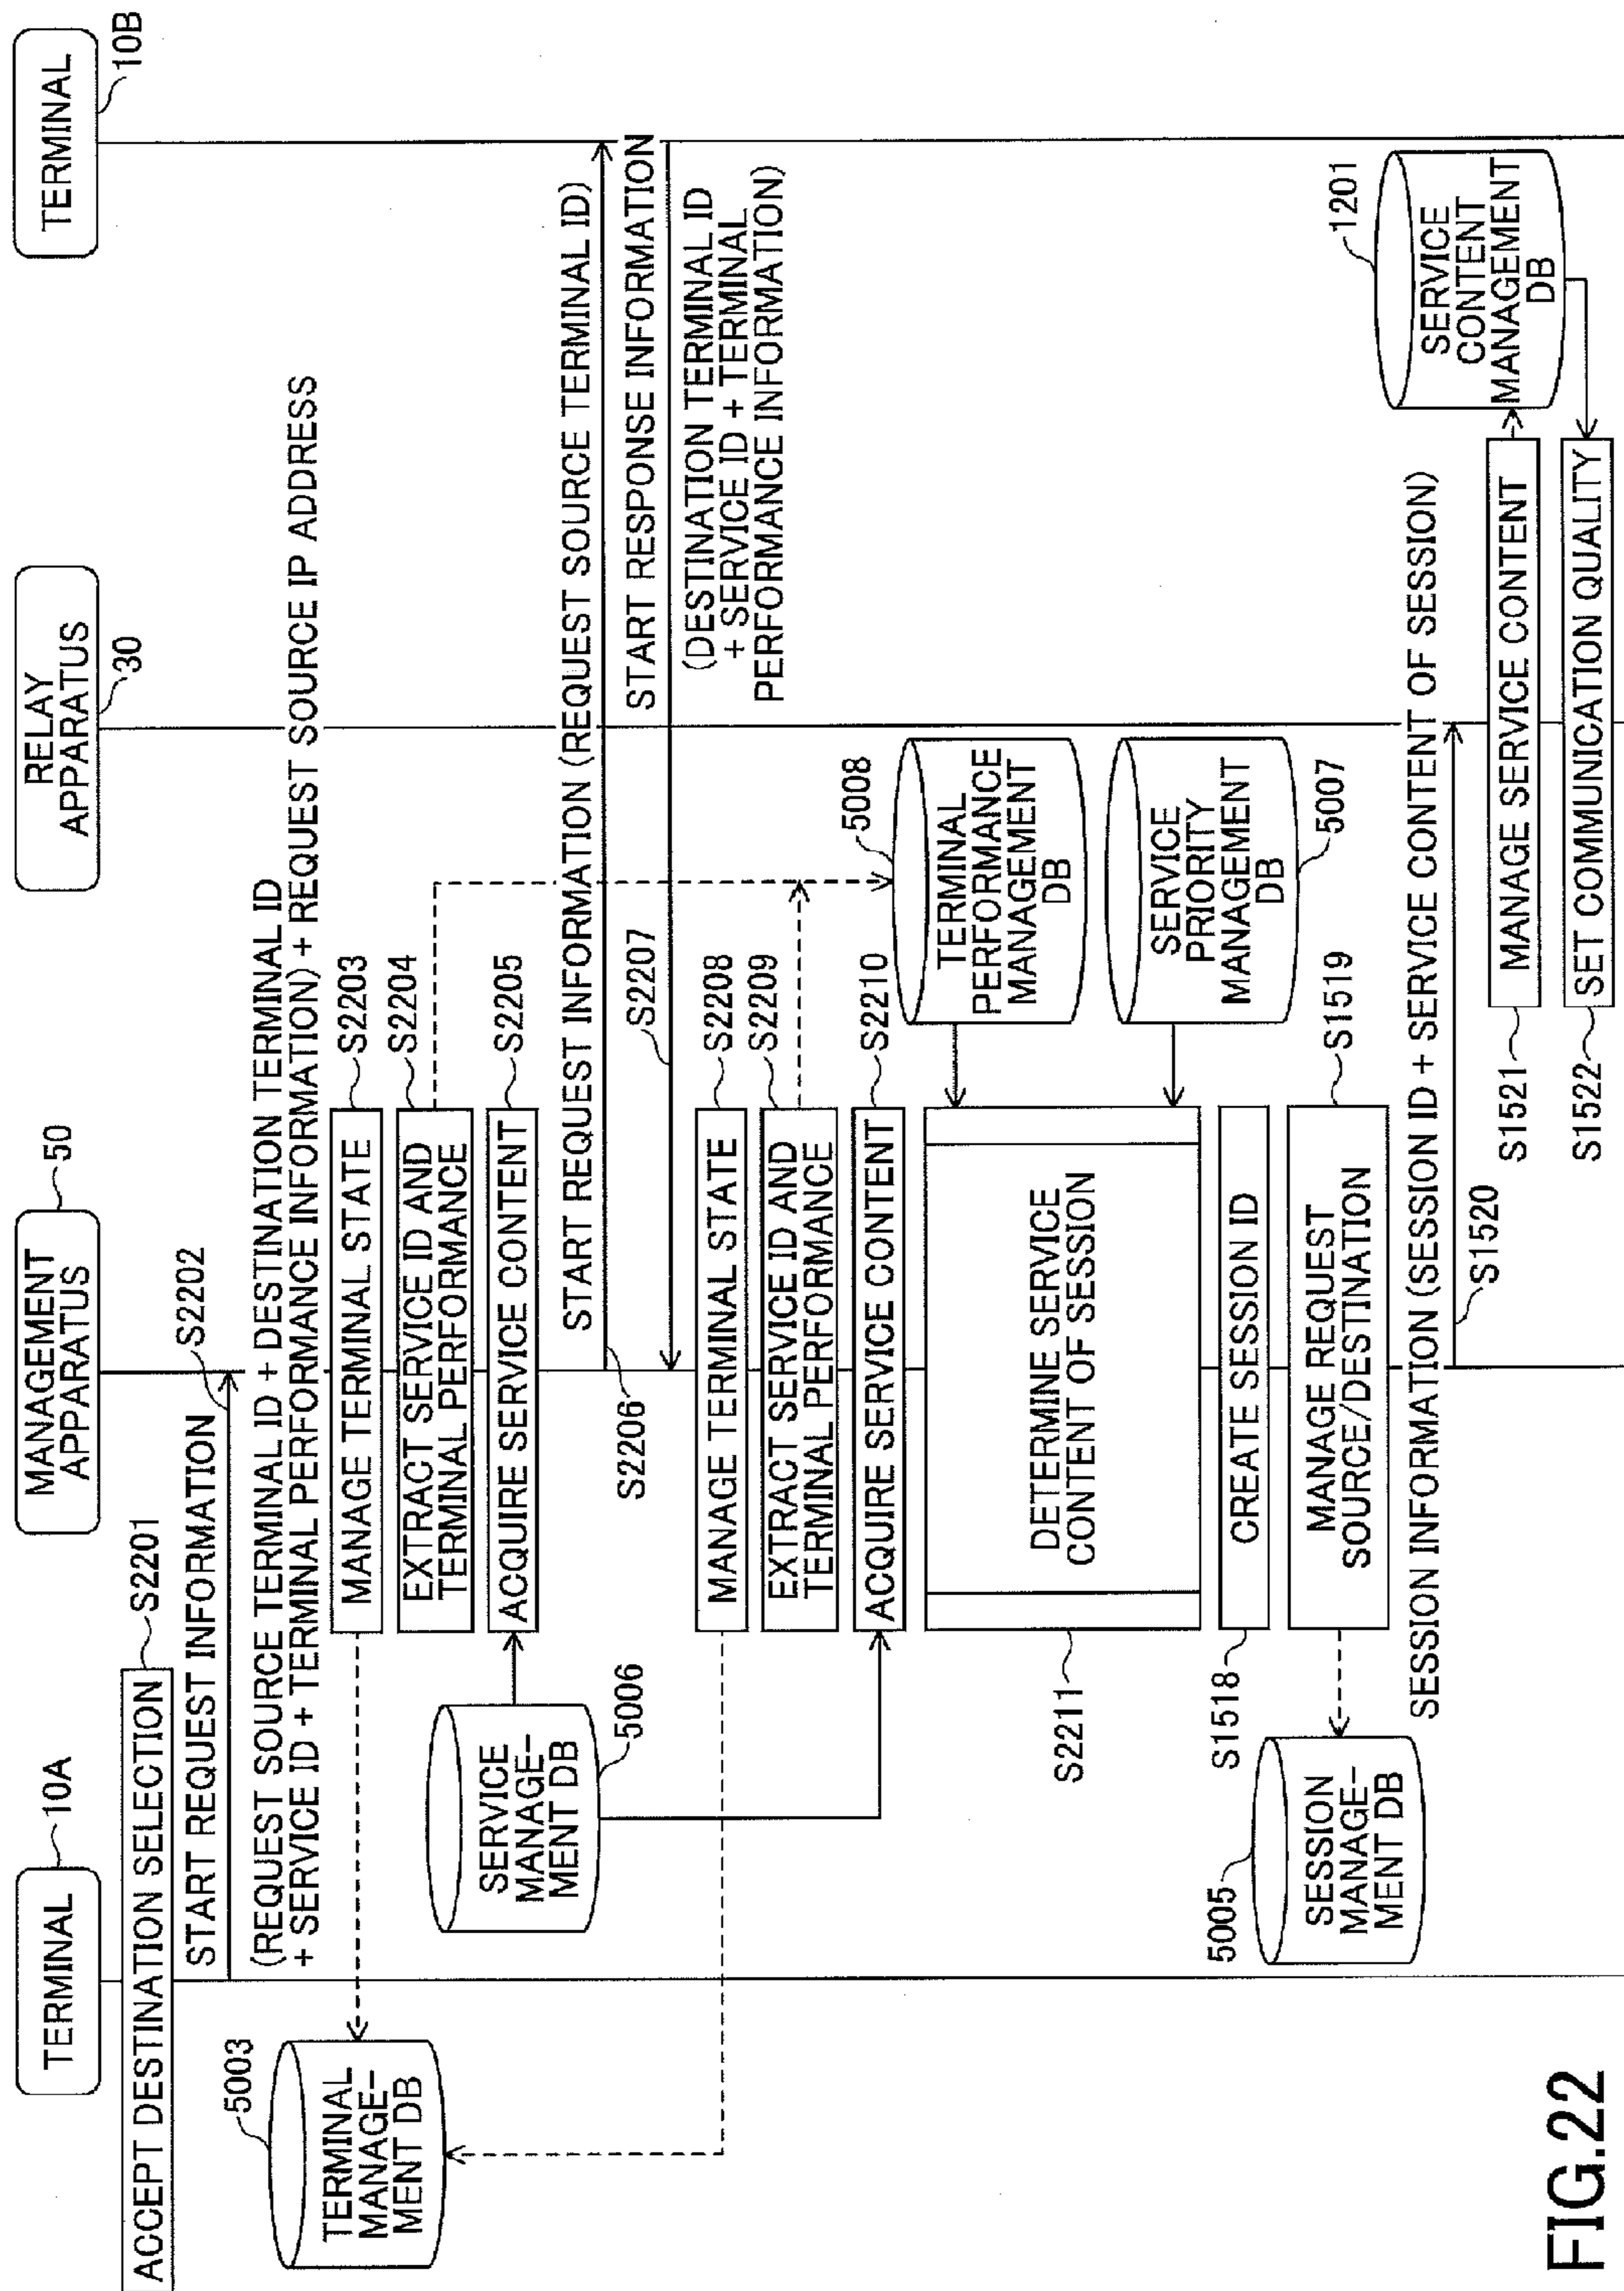 TERMINAL
10A
MANAGEMENT
APPARATUS
50
RELAY
APPARATUS
30
TERMINAL
10B
ACCEPT DESTINATION SELECTION
S2201
START REQUEST INFORMATION
S2202
(REQUEST SOURCE TERMINAL ID + DESTINATION TERMINAL ID
+ SERVICE ID + TERMINAL PERFORMANCE INFORMATION) + REQUEST SOURCE IP ADDRESS
5003
TERMINAL
MANAGE-
MENT DB
MANAGE TERMINAL STATE
S2203
EXTRACT SERVICE ID AND
TERMINAL PERFORMANCE
S2204
ACQUIRE SERVICE CONTENT
S2205
SERVICE
MANAGE-
MENT DB
5006
START REQUEST INFORMATION (REQUEST SOURCE TERMINAL ID)
S2206
START RESPONSE INFORMATION
S2207
(DESTINATION TERMINAL ID
+ SERVICE ID + TERMINAL
PERFORMANCE INFORMATION)
MANAGE TERMINAL STATE
S2208
EXTRACT SERVICE ID AND
TERMINAL PERFORMANCE
S2209
ACQUIRE SERVICE CONTENT
S2210
5008
TERMINAL
PERFORMANCE
MANAGEMENT
DB
DETERMINE SERVICE
CONTENT OF SESSION
S2211
SERVICE
PRIORITY
MANAGEMENT
DB
5007
S1518
CREATE SESSION ID
MANAGE REQUEST
SOURCE/DESTINATION
S1519
5005
SESSION
MANAGE-
MENT DB
SESSION INFORMATION (SESSION ID + SERVICE CONTENT OF SESSION)
S1520
1201
SERVICE
CONTENT
MANAGEMENT
DB
S1521
MANAGE SERVICE CONTENT
S1522
SET COMMUNICATION QUALITY
FIG.22